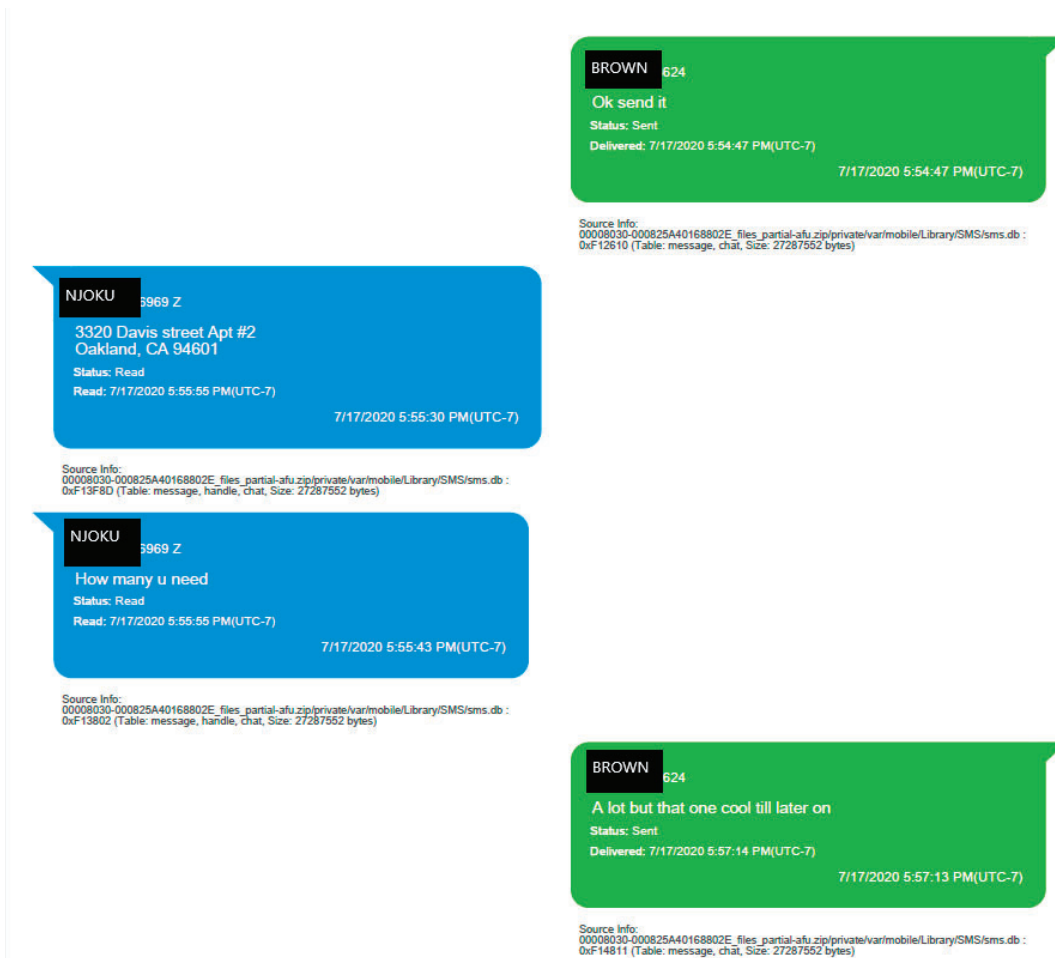 BROWN 624
Ok send it
Status: Sent
Delivered: 7/17/2020 5:54:47 PM(UTC-7)
7/17/2020 5:54:47 PM(UTC-7)
Source Info:
00008030-000825A40168802E_files_partial-afu.zip/private/var/mobile/Library/SMS/sms.db :
0xF12610 (Table: message, chat, Size: 27287552 bytes)
NJOKU 6969 Z
3320 Davis street Apt #2
Oakland, CA 94601
Status: Read
Read: 7/17/2020 5:55:55 PM(UTC-7)
7/17/2020 5:55:30 PM(UTC-7)
Source Info:
00008030-000825A40168802E_files_partial-afu.zip/private/var/mobile/Library/SMS/sms.db :
0xF13F8D (Table: message, handle, chat, Size: 27287552 bytes)
NJOKU 6969 Z
How many u need
Status: Read
Read: 7/17/2020 5:55:55 PM(UTC-7)
7/17/2020 5:55:43 PM(UTC-7)
Source Info:
00008030-000825A40168802E_files_partial-afu.zip/private/var/mobile/Library/SMS/sms.db :
0xF13802 (Table: message, handle, chat, Size: 27287552 bytes)
BROWN 624
A lot but that one cool till later on
Status: Sent
Delivered: 7/17/2020 5:57:14 PM(UTC-7)
7/17/2020 5:57:13 PM(UTC-7)
Source Info:
00008030-000825A40168802E_files_partial-afu.zip/private/var/mobile/Library/SMS/sms.db :
0xF14811 (Table: message, chat, Size: 27287552 bytes)